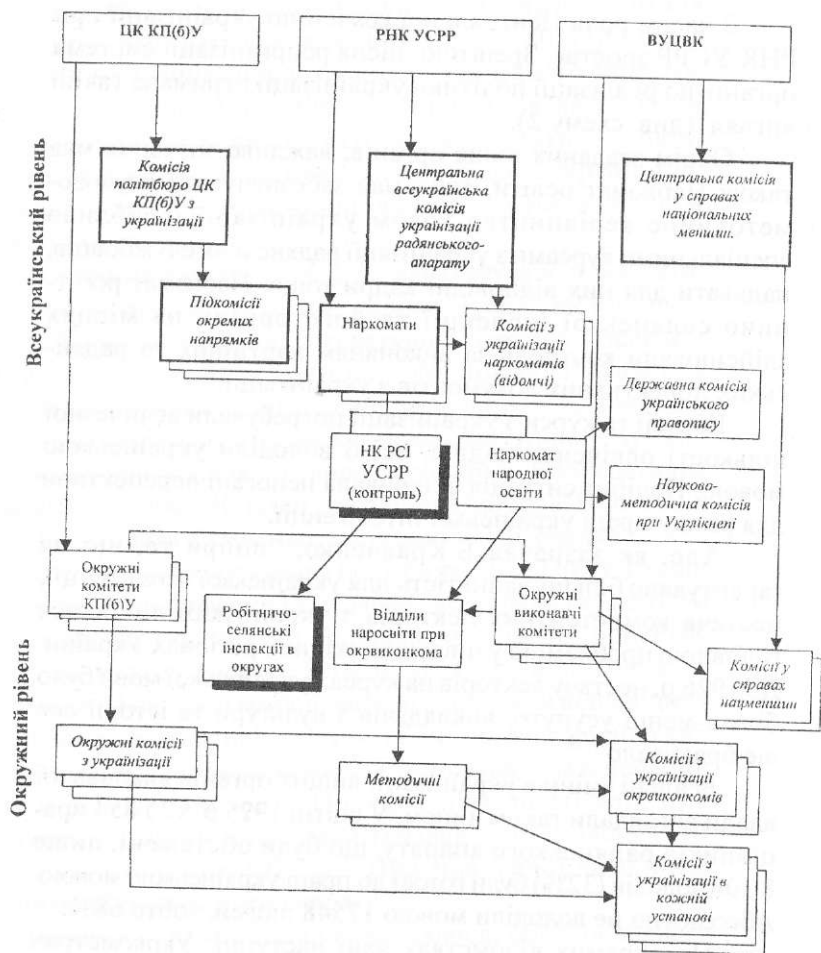 ЦК КП(б)У
РНК УСРР
ВУЦВК
Всеукраїнський рівень
Комісія
політбюро ЦК
КП(б)У з
українізації
Центральна
всеукраїнська
комісія
українізації
радянського-
апарату
Центральна комісія
у справах
національних
меншин.
Підкомісії
окремих
напрямків
Наркомати
Комісії з
українізації
наркоматів
(відомчі)
Державна комісія
українського
правопису
НК РСІ
УСРР
(контроль)
Наркомат
народної
освіти
Науково-
методична комісія
при Укрлікнепі
Окружний рівень
Окружні
комітети
КП(б)У
Робітничо-
селянські
інспекції в
округах
Відділи
наросвіти при
окрвиконкома
Окружні
виконавчі
комітети
Комісії у
справах
нацменшин
Окружні комісії
з українізації
Методичні
комісії
Комісії з
українізації
окрвиконкомів
Комісії з
українізації в
кожній
установі